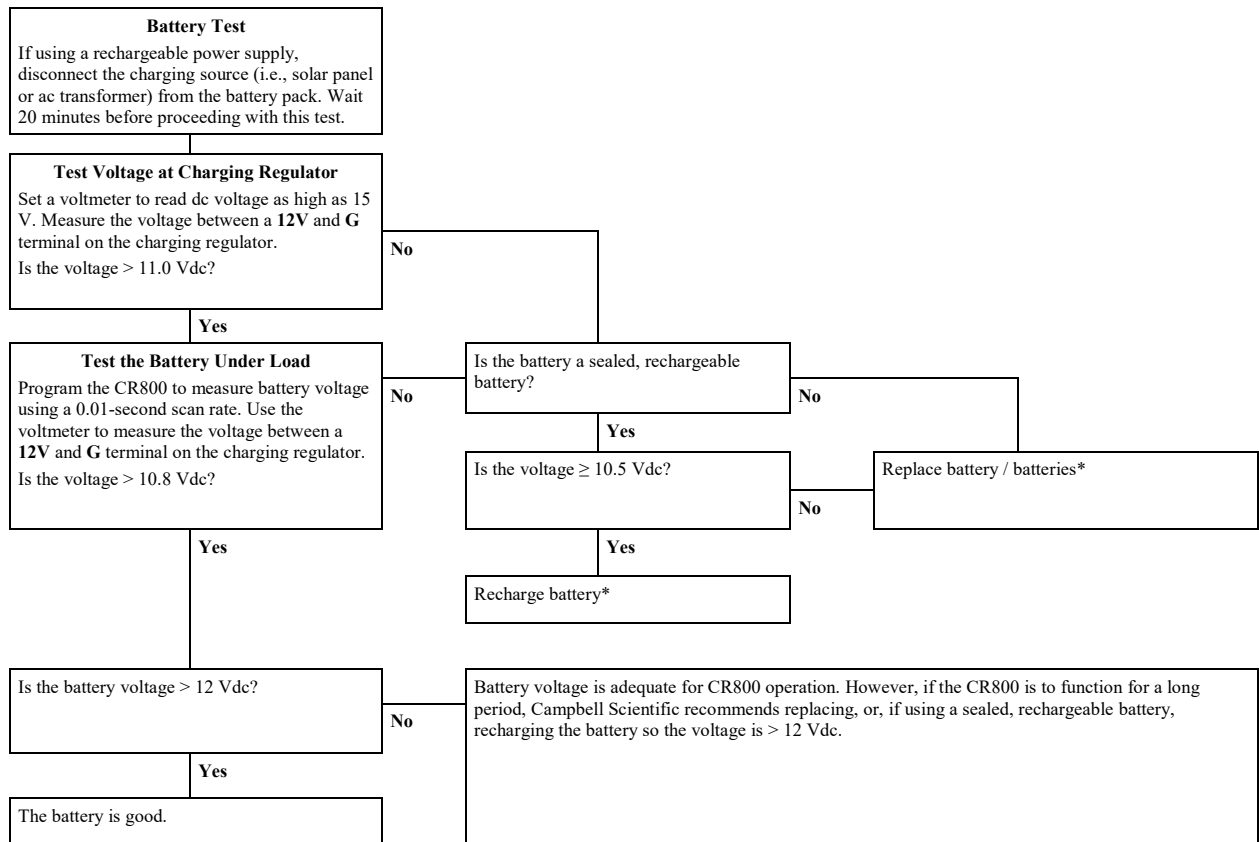 Battery Test
If using a rechargeable power supply,
disconnect the charging source (i.e., solar panel
or ac transformer) from the battery pack. Wait
20 minutes before proceeding with this test.
Test Voltage at Charging Regulator
Set a voltmeter to read dc voltage as high as 15
V. Measure the voltage between a 12V and G
terminal on the charging regulator.
Is the voltage > 11.0 Vdc?
No
Yes
Test the Battery Under Load
Program the CR800 to measure battery voltage
using a 0.01-second scan rate. Use the
voltmeter to measure the voltage between a
12V and G terminal on the charging regulator.
Is the voltage > 10.8 Vdc?
No
Is the battery a sealed, rechargeable
battery?
No
Yes
Is the voltage ≥ 10.5 Vdc?
No
Replace battery / batteries*
Yes
Yes
Recharge battery*
Is the battery voltage > 12 Vdc?
No
Battery voltage is adequate for CR800 operation. However, if the CR800 is to function for a long
period, Campbell Scientific recommends replacing, or, if using a sealed, rechargeable battery,
recharging the battery so the voltage is > 12 Vdc.
Yes
The battery is good.